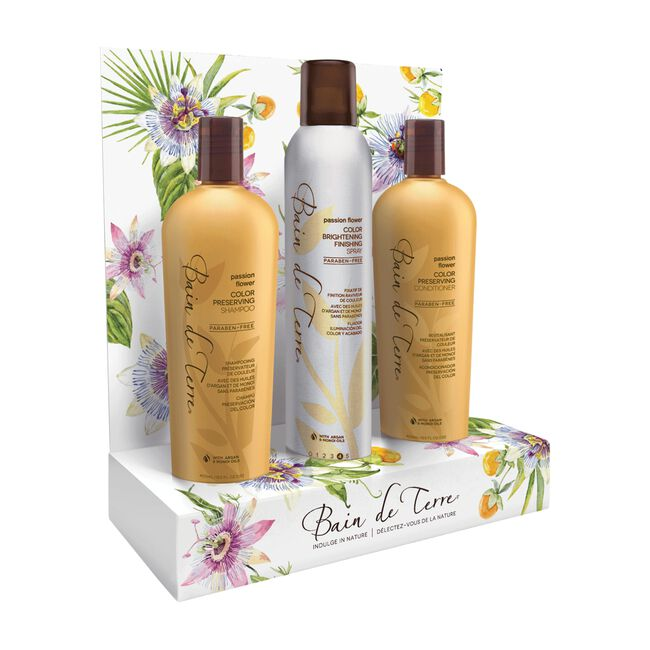 Bain de Terre
passion
flower
COLOR
PRESERVING
SHAMPOO
PARABEN-FREE
SHAMPOOING
PRÉSERVATEUR
DE COULEUR
AVEC DES HUILES
D'ARGAN ET DE MONOÏ
SANS PARABÈNES
CHAMPÚ
PRESERVACIÓN
DEL COLOR
WITH ARGAN
& MONOI OILS
Bain de Terre
passion flower
COLOR
BRIGHTENING
FINISHING
SPRAY
PARABEN-FREE
FIXATIF DE
FINITION RAVIVEUR
DE COULEUR
AVEC DES HUILES
D'ARGAN ET DE MONOÏ
SANS PARABÈNES
FIJADOR
ILUMINACIÓN DEL
COLOR Y ACABADO
WITH ARGAN
& MONOI OILS
0 1 2 3 4 5
Bain de Terre
passion
flower
COLOR
PRESERVING
CONDITIONER
PARABEN-FREE
REVITALISANT
PRÉSERVATEUR DE
COULEUR
AVEC DES HUILES
D'ARGAN ET DE MONOÏ
SANS PARABÈNES
ACONDICIONADOR
PRESERVACIÓN
DEL COLOR
WITH ARGAN
& MONOI OILS
Bain de Terre
INDULGE IN NATURE | DÉLECTEZ-VOUS DE LA NATURE